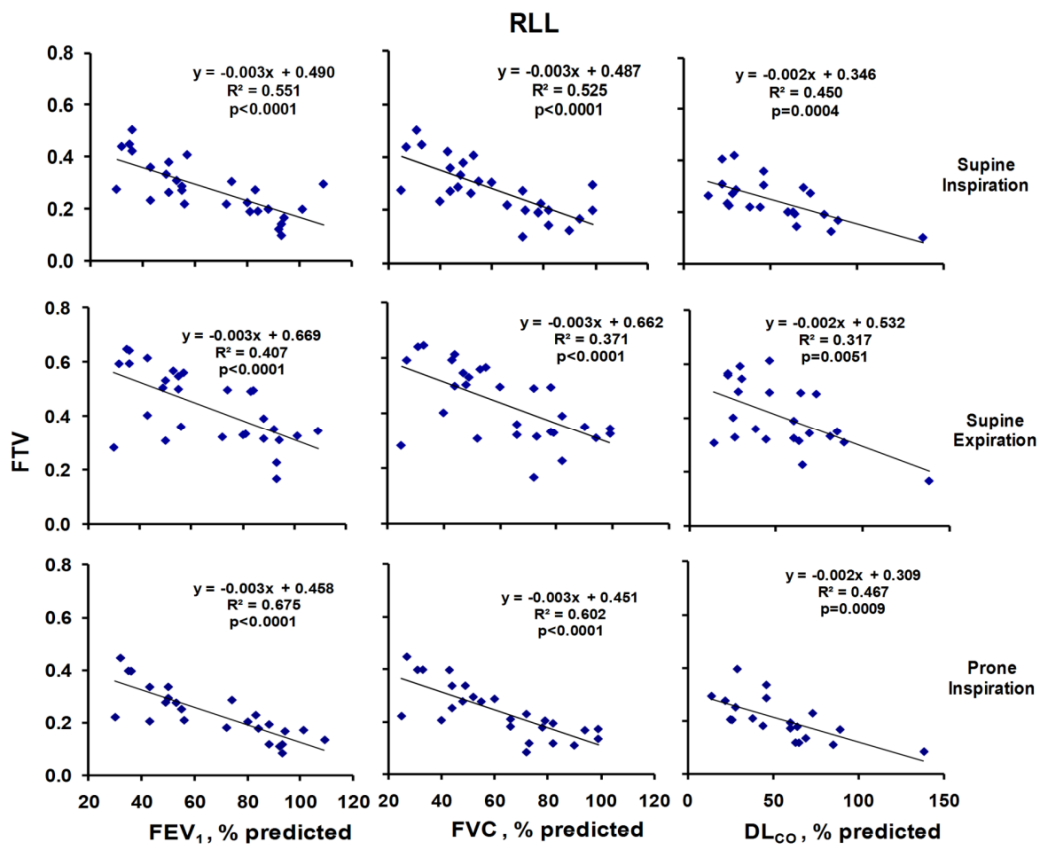 RLL
0.8
0.6
0.4
0.2
0.0
y = -0.003x + 0.490
R² = 0.551
p<0.0001
y = -0.003x + 0.487
R² = 0.525
p<0.0001
y = -0.002x + 0.346
R² = 0.450
p=0.0004
Supine
Inspiration
FTV
0.8
0.6
0.4
0.2
0.0
y = -0.003x + 0.669
R² = 0.407
p<0.0001
y = -0.003x + 0.662
R² = 0.371
p<0.0001
y = -0.002x + 0.532
R² = 0.317
p=0.0051
Supine
Expiration
0.8
0.6
0.4
0.2
0.0
y = -0.003x + 0.458
R² = 0.675
p<0.0001
y = -0.003x + 0.451
R² = 0.602
p<0.0001
y = -0.002x + 0.309
R² = 0.467
p=0.0009
Prone
Inspiration
20 40 60 80 100 120
20 40 60 80 100 120
0 50 100 150
FEV₁, % predicted
FVC , % predicted
DL_CO, % predicted